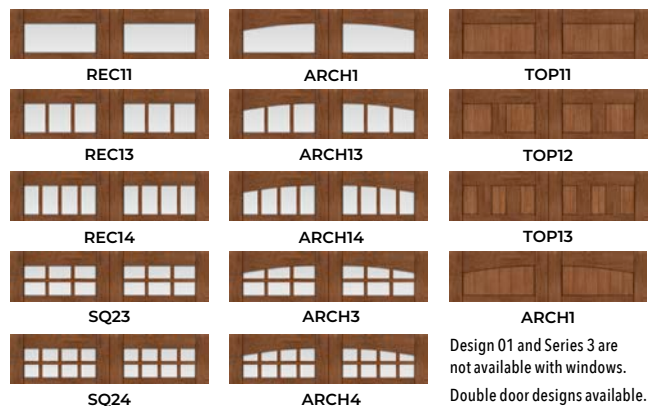 REC11
ARCH1
TOP11
REC13
ARCH13
TOP12
REC14
ARCH14
TOP13
SQ23
ARCH3
ARCH1
SQ24
ARCH4
Design 01 and Series 3 are
not available with windows.
Double door designs available.